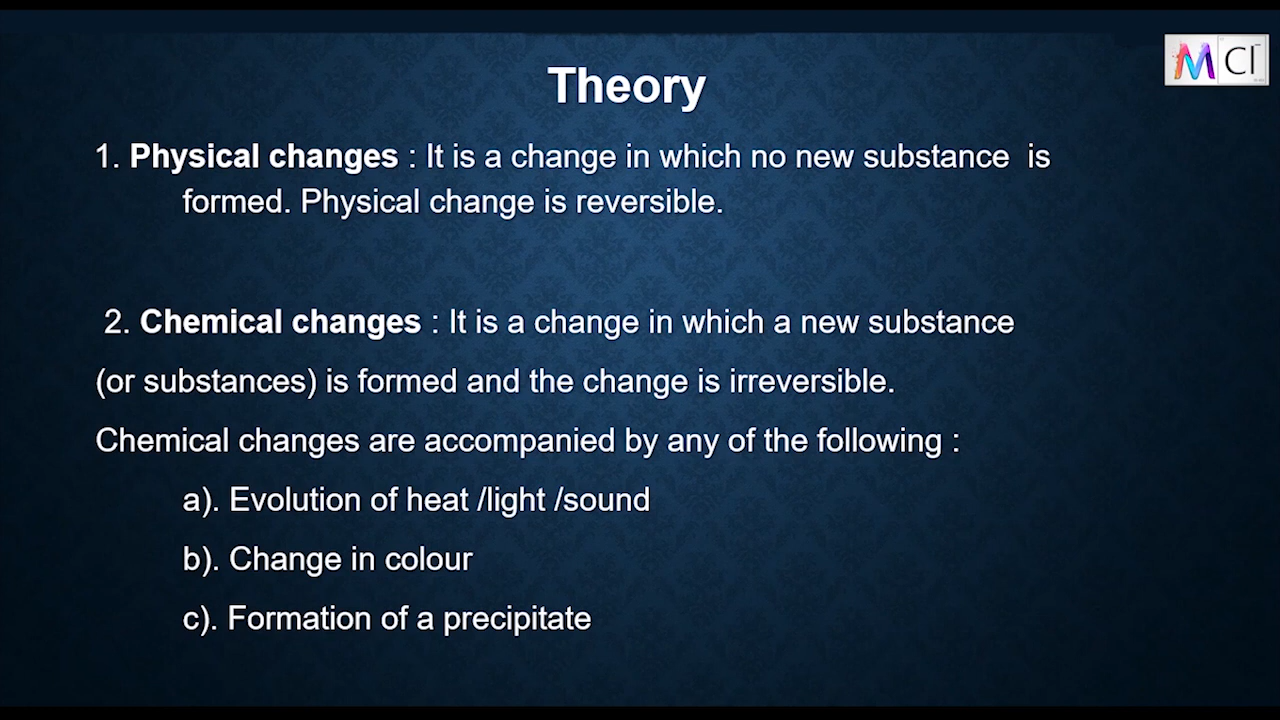 Theory
MCl
1. Physical changes : It is a change in which no new substance is
formed. Physical change is reversible.
2. Chemical changes : It is a change in which a new substance
(or substances) is formed and the change is irreversible.
Chemical changes are accompanied by any of the following :
a). Evolution of heat /light /sound
b). Change in colour
c). Formation of a precipitate